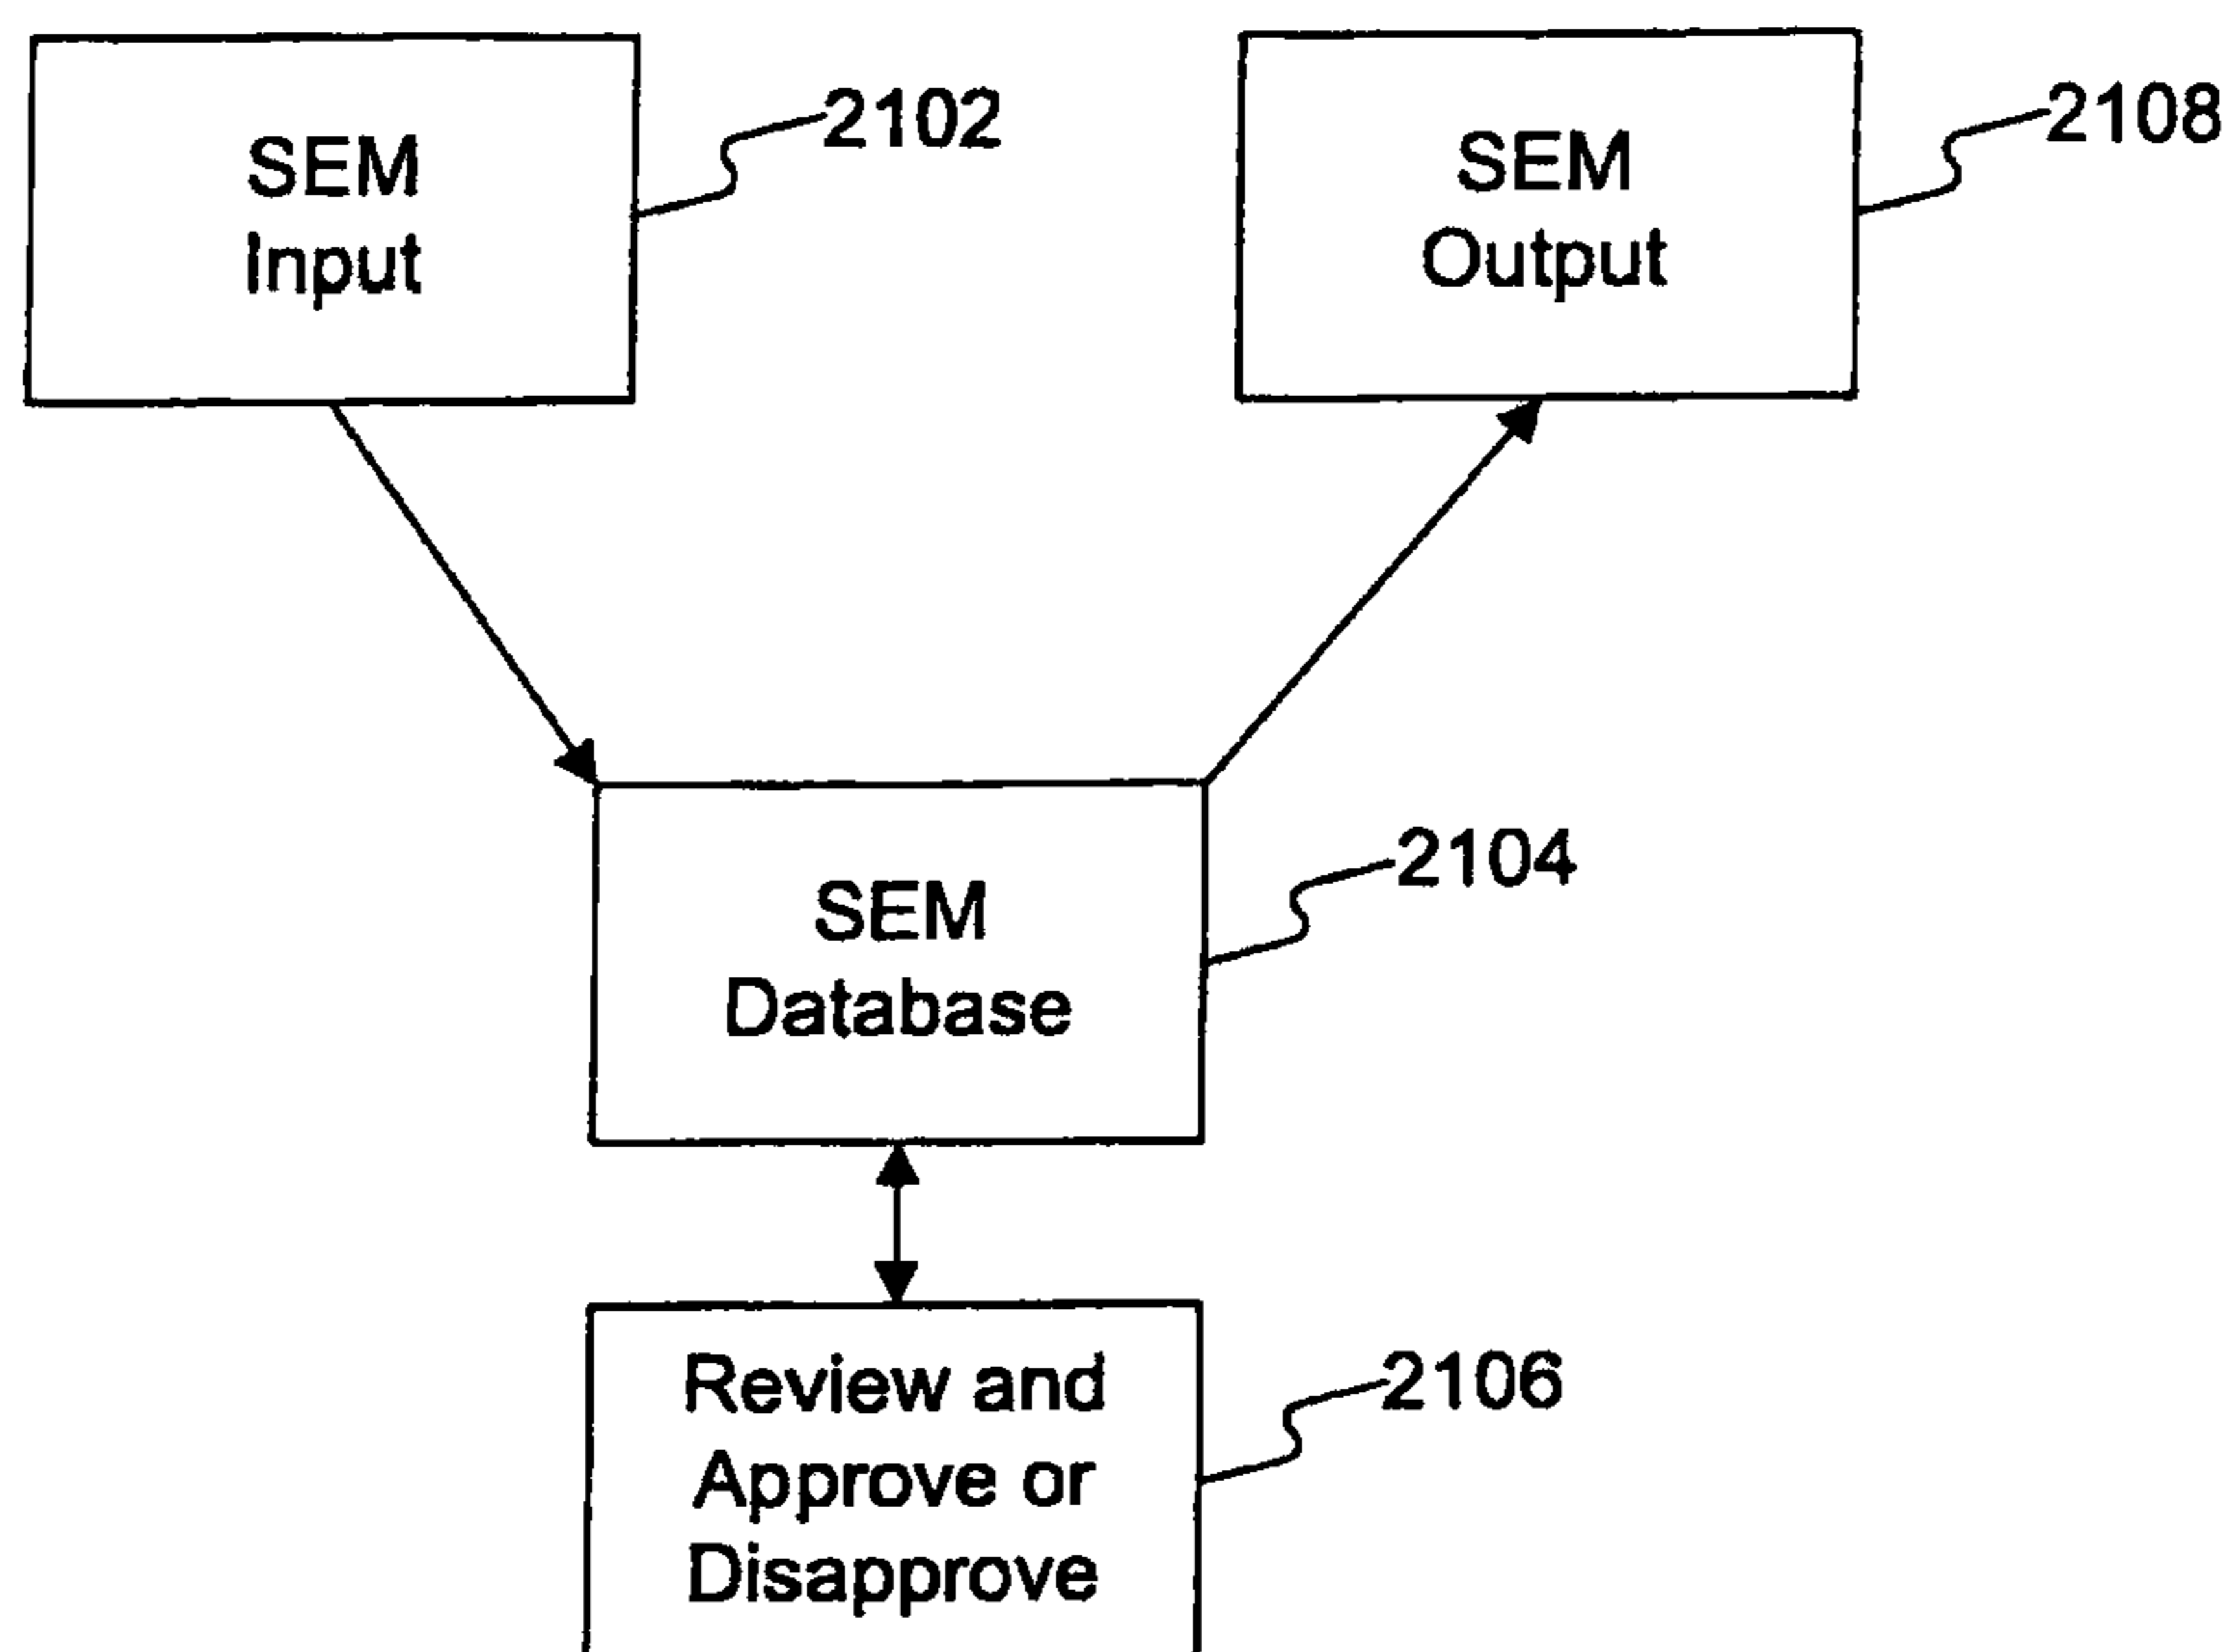 SEM
Input
2102
SEM
Output
2108
SEM
Database
2104
Review and
Approve or
Disapprove
2106